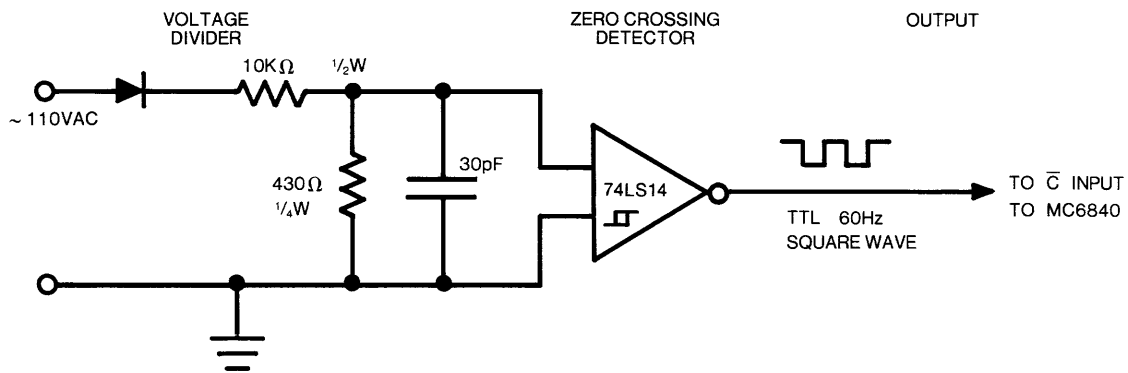 VOLTAGE
DIVIDER
ZERO CROSSING
DETECTOR
OUTPUT
10KΩ
½W
~ 110VAC
430Ω
¼W
30pF
74LS14
TTL 60Hz
SQUARE WAVE
TO C̅ INPUT
TO MC6840